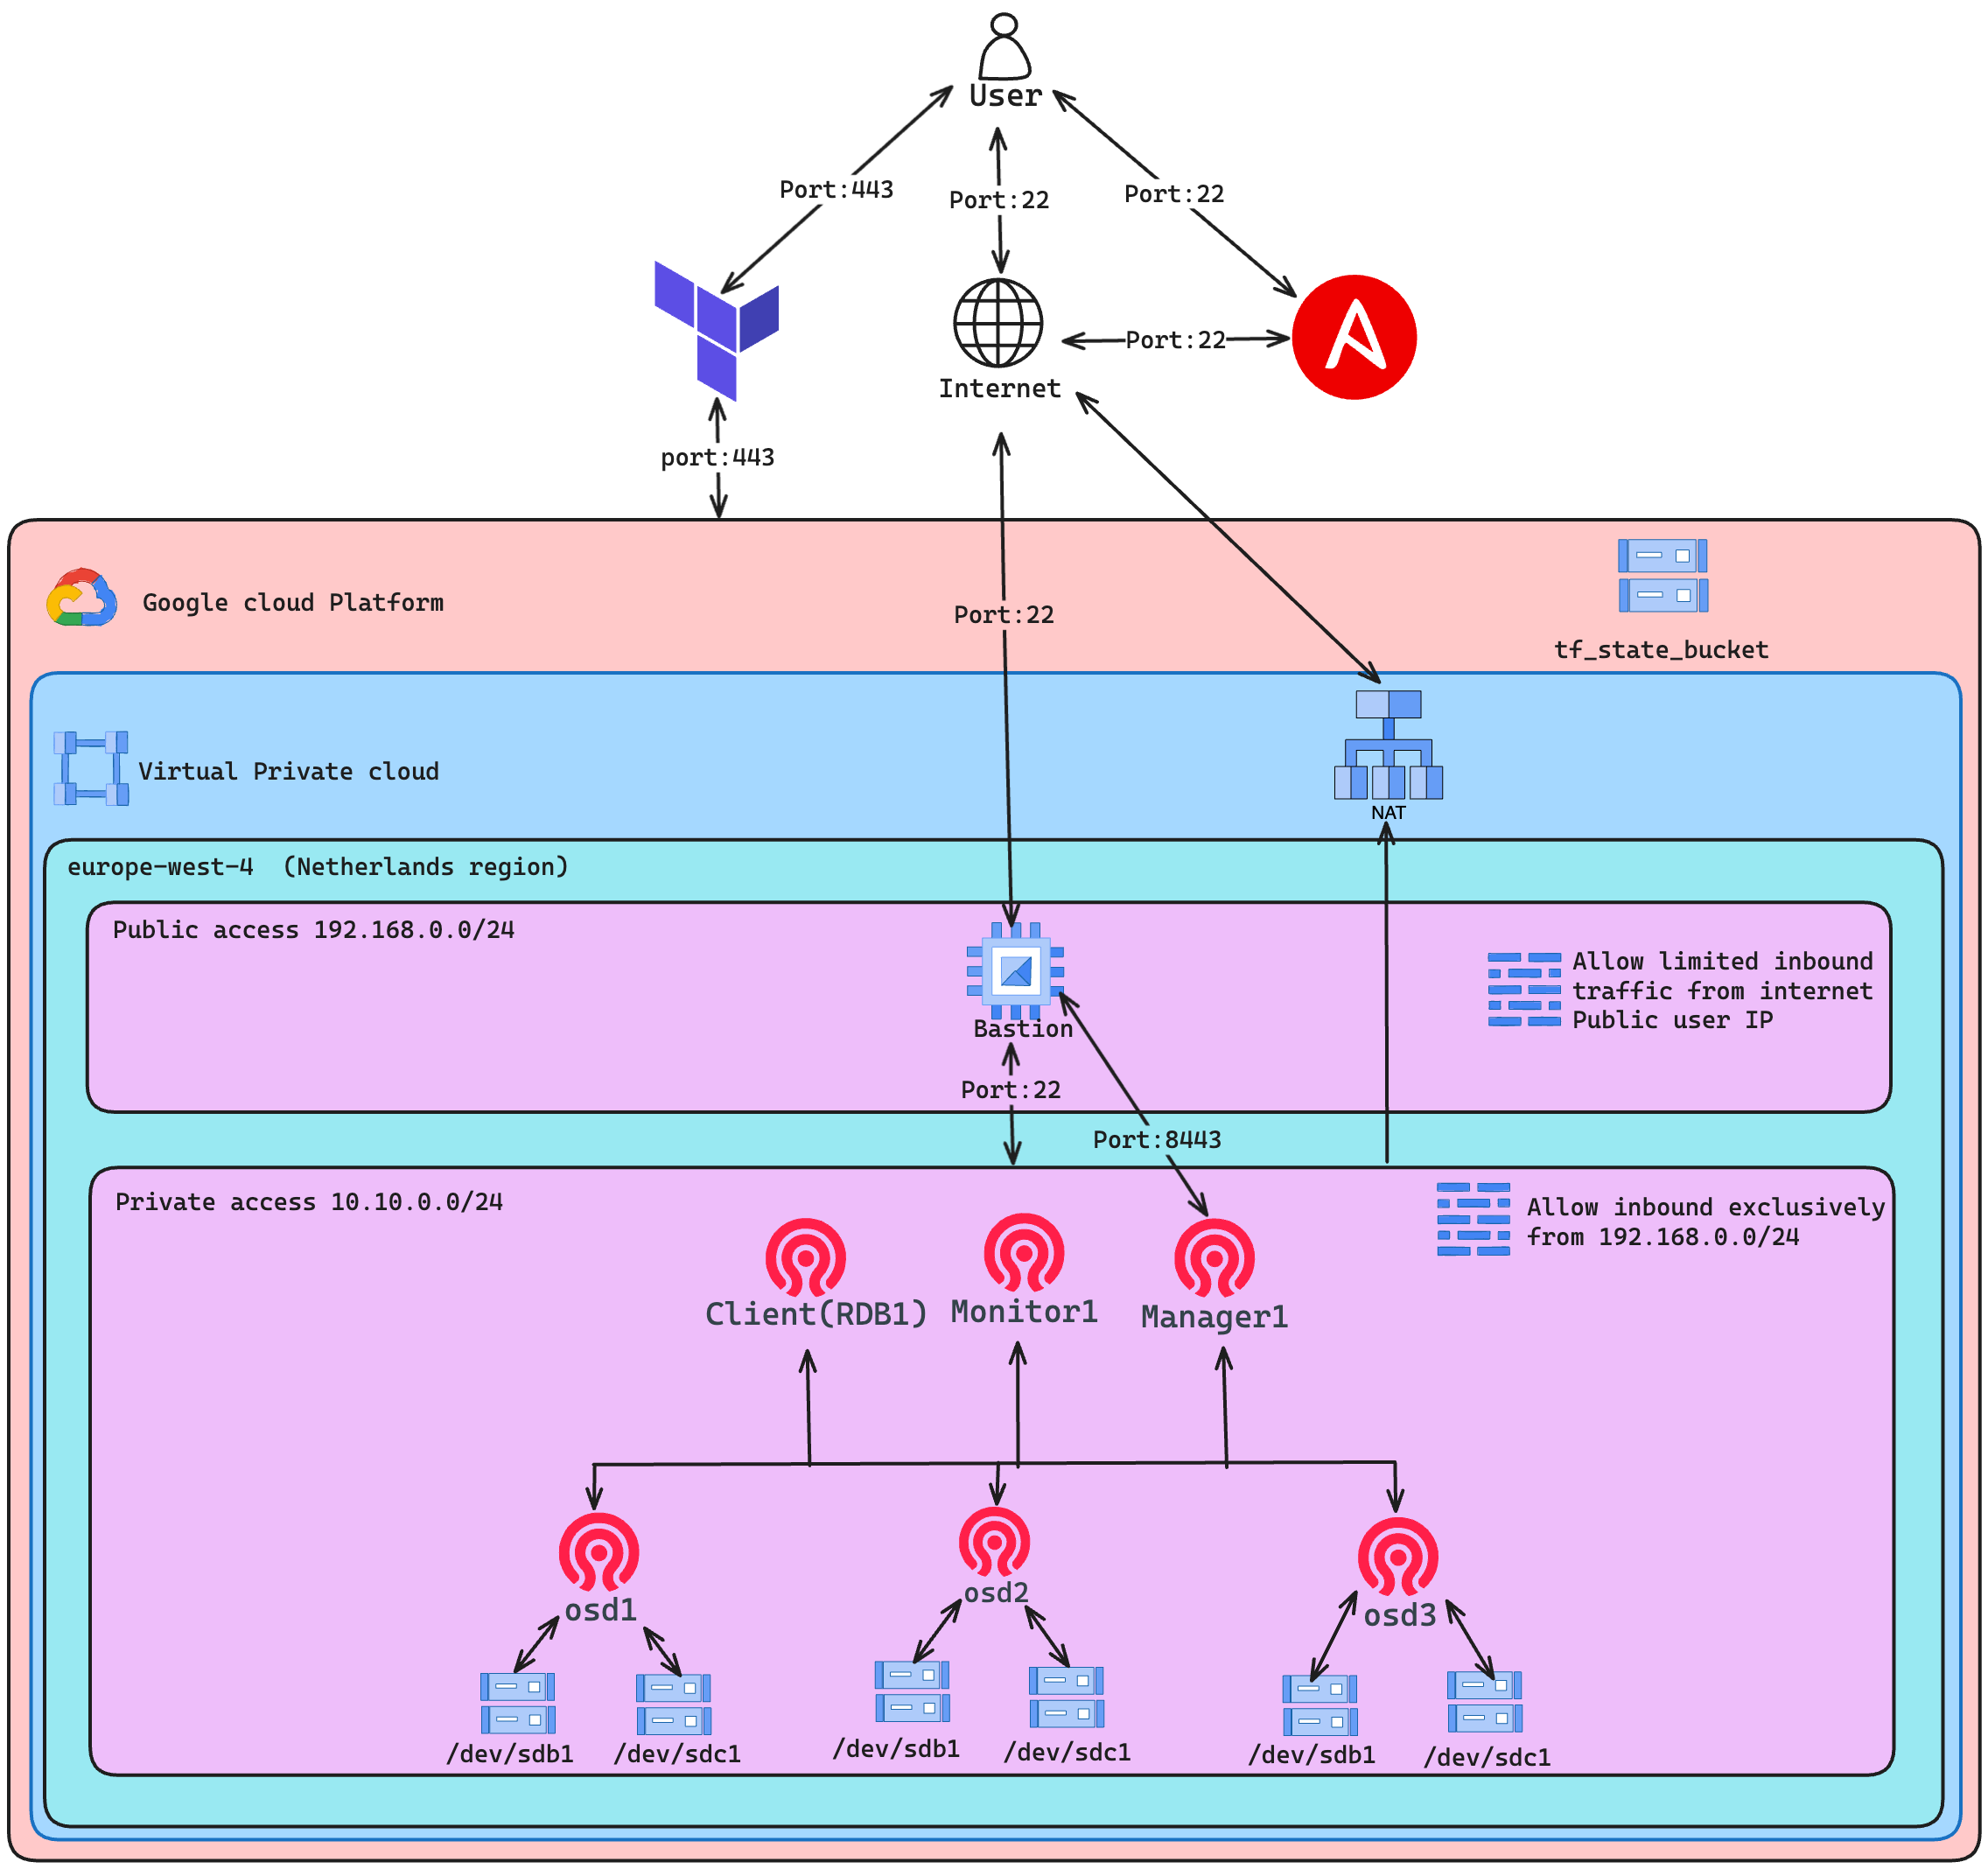 User
Port:443
Port:22
Port:22
Port:22
Internet
port:443
Google cloud Platform
Port:22
tf_state_bucket
Virtual Private cloud
NAT
europe-west-4  (Netherlands region)
Public access 192.168.0.0/24
Allow limited inbound
traffic from internet
Public user IP
Bastion
Port:22
Port:8443
Private access 10.10.0.0/24
Allow inbound exclusively
from 192.168.0.0/24
Client(RDB1)
Monitor1
Manager1
osd1
osd2
osd3
/dev/sdb1
/dev/sdc1
/dev/sdb1
/dev/sdc1
/dev/sdb1
/dev/sdc1